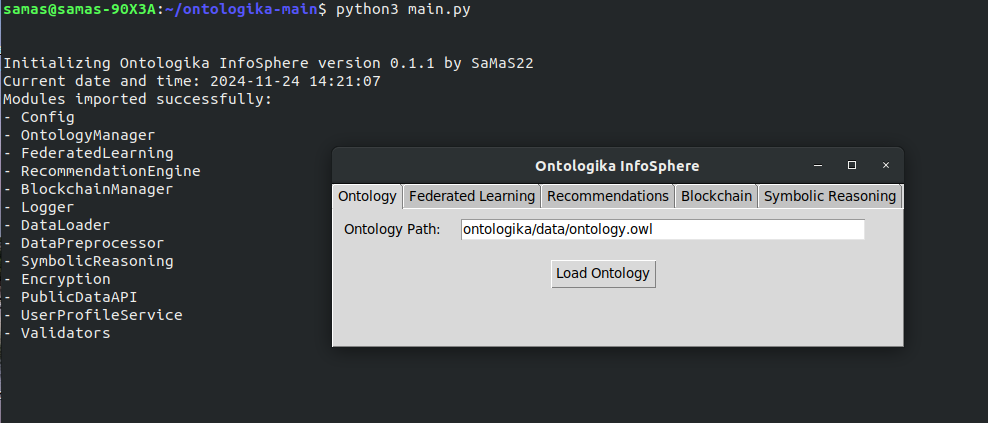 samas@samas-90X3A:~/ontologika-main$ python3 main.py
Initializing Ontologika InfoSphere version 0.1.1 by SaMaS22
Current date and time: 2024-11-24 14:21:07
Modules imported successfully:
- Config
- OntologyManager
- FederatedLearning
- RecommendationEngine
- BlockchainManager
- Logger
- DataLoader
- DataPreprocessor
- SymbolicReasoning
- Encryption
- PublicDataAPI
- UserProfileService
- Validators
Ontologika InfoSphere
Ontology Federated Learning Recommendations Blockchain Symbolic Reasoning
Ontology Path: ontologika/data/ontology.owl
Load Ontology